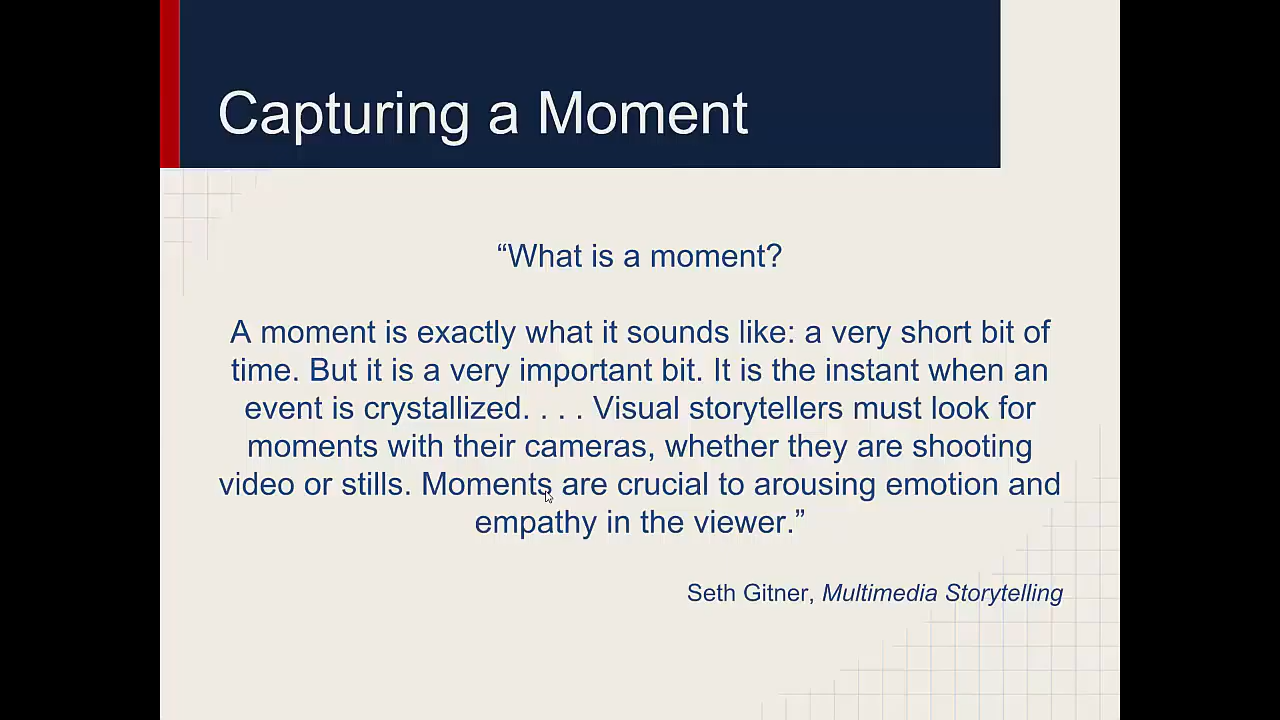 Capturing a Moment
“What is a moment?
A moment is exactly what it sounds like: a very short bit of
time. But it is a very important bit. It is the instant when an
event is crystallized. . . . Visual storytellers must look for
moments with their cameras, whether they are shooting
video or stills. Moments are crucial to arousing emotion and
empathy in the viewer.”
Seth Gitner, Multimedia Storytelling